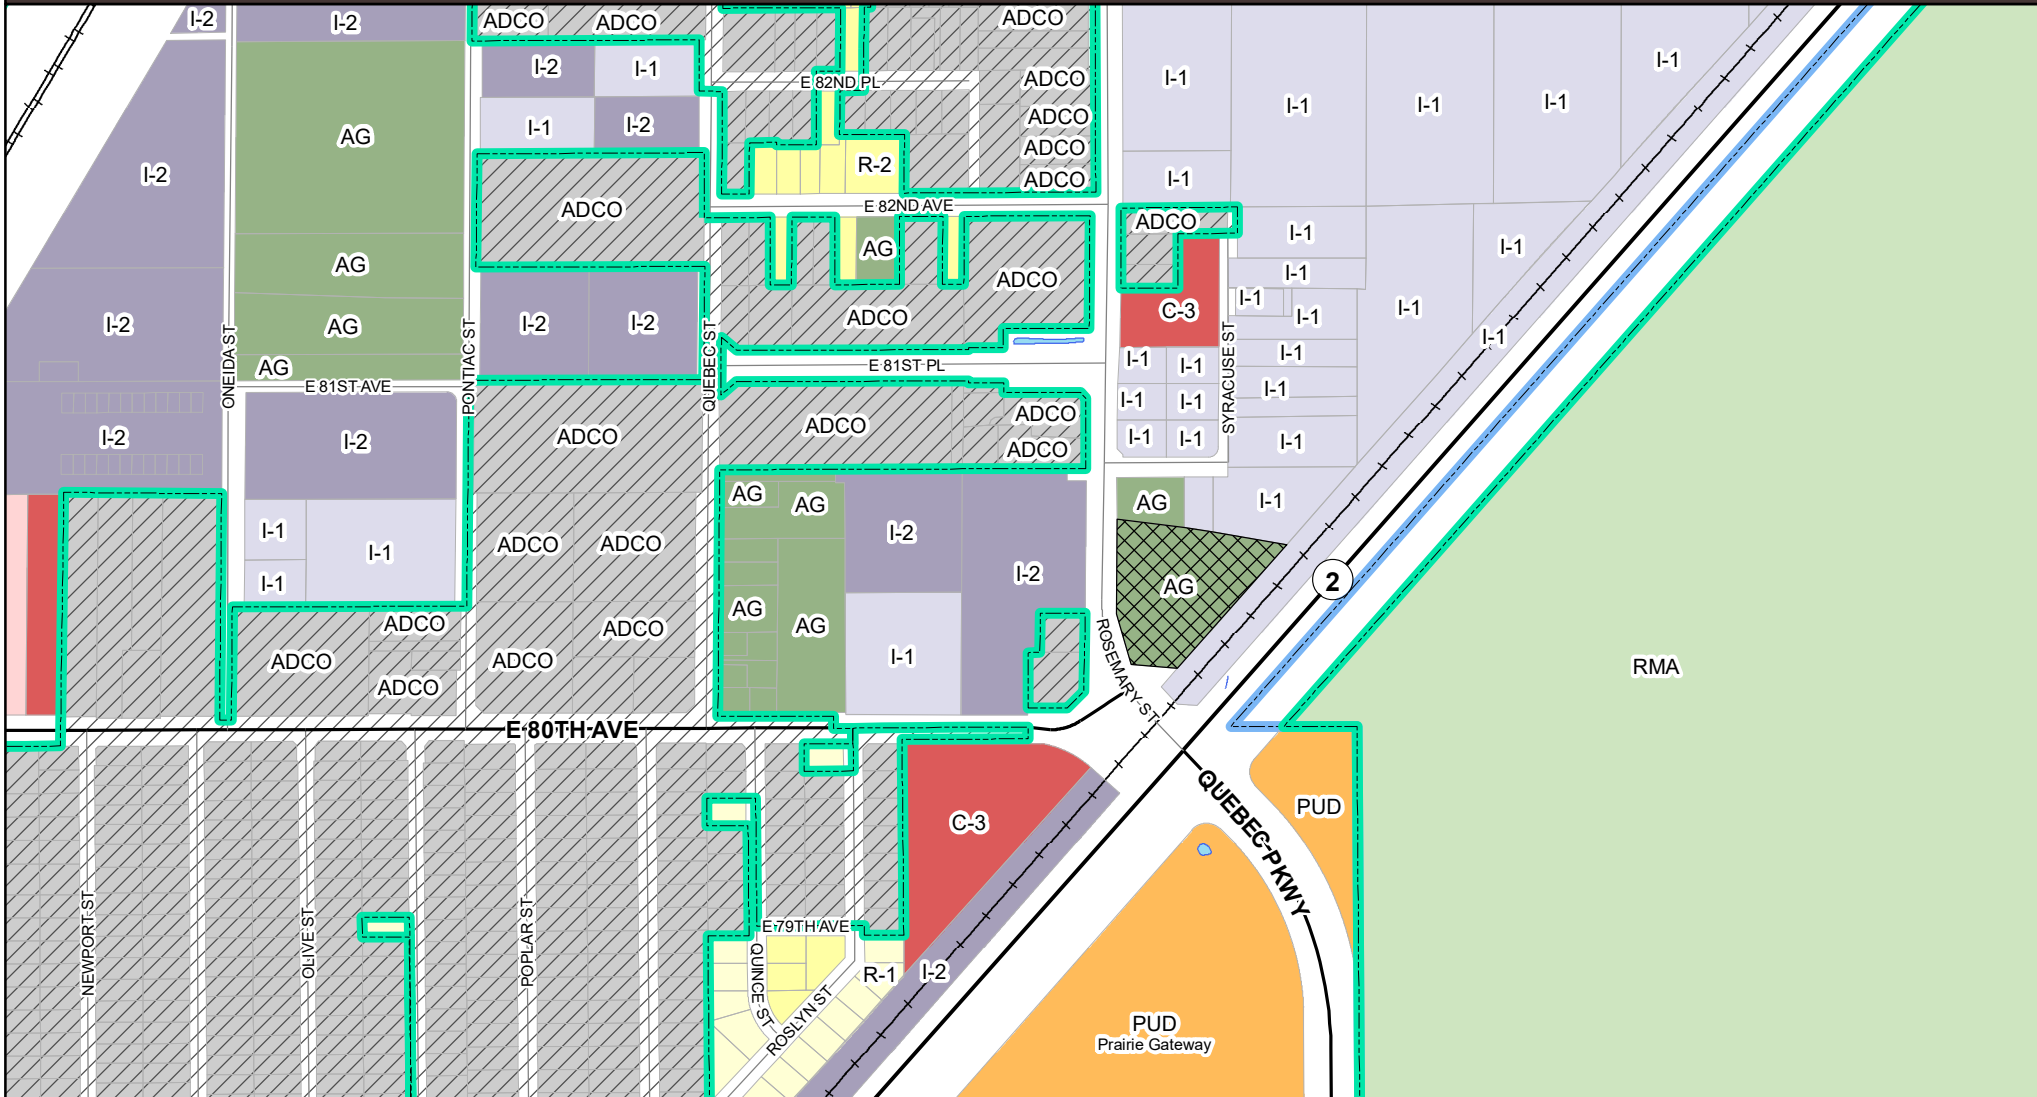 I-2
I-2
ADCO
ADCO
ADCO
I-2
I-1
I-1
I-1
E 82ND PL
ADCO
I-1
I-1
I-1
I-1
I-2
ADCO
AG
ADCO
I-2
R-2
ADCO
I-1
E 82ND AVE
ADCO
ADCO
I-1
I-1
AG
AG
ADCO
I-1
I-1
I-1
C-3
I-1
I-1
I-2
AG
I-2
I-2
ADCO
I-1
I-1
I-1
I-1
AG
E 81ST PL
E 81ST AVE
ONEIDA ST
PONTIAC ST
QUEBEC ST
SYRACUSE ST
I-1
I-1
I-1
ADCO
ADCO
I-2
I-2
ADCO
I-1
I-1
I-1
ADCO
AG
AG
I-1
AG
I-1
I-1
ADCO
ADCO
I-2
I-2
I-1
AG
2
AG
AG
ADCO
ADCO
ADCO
ADCO
ADCO
I-1
ROSEMARY ST
RMA
E 80TH AVE
QUEBEC PKWY
PUD
C-3
NEWPORT ST
OLIVE ST
POPLAR ST
E 79TH AVE
QUINCE ST
ROSLYN ST
R-1
I-2
PUD
Prairie Gateway